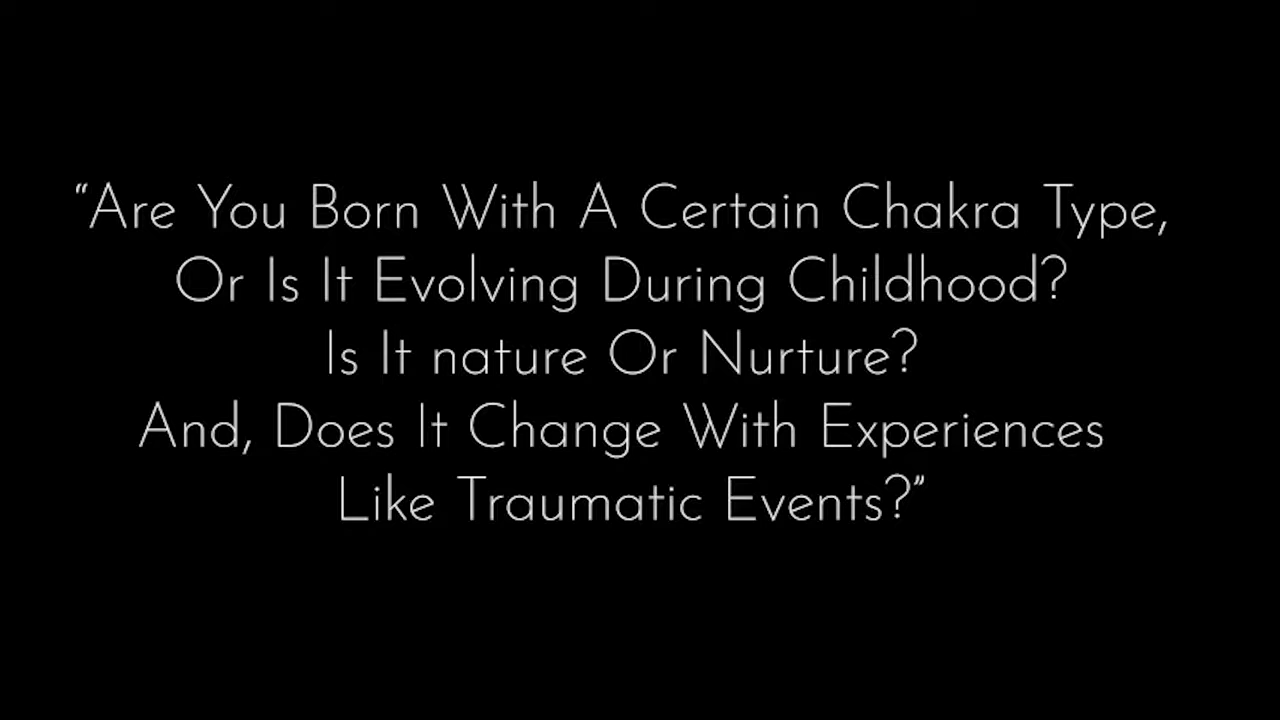 “Are You Born With A Certain Chakra Type,
Or Is It Evolving During Childhood?
Is It nature Or Nurture?
And, Does It Change With Experiences
Like Traumatic Events?”